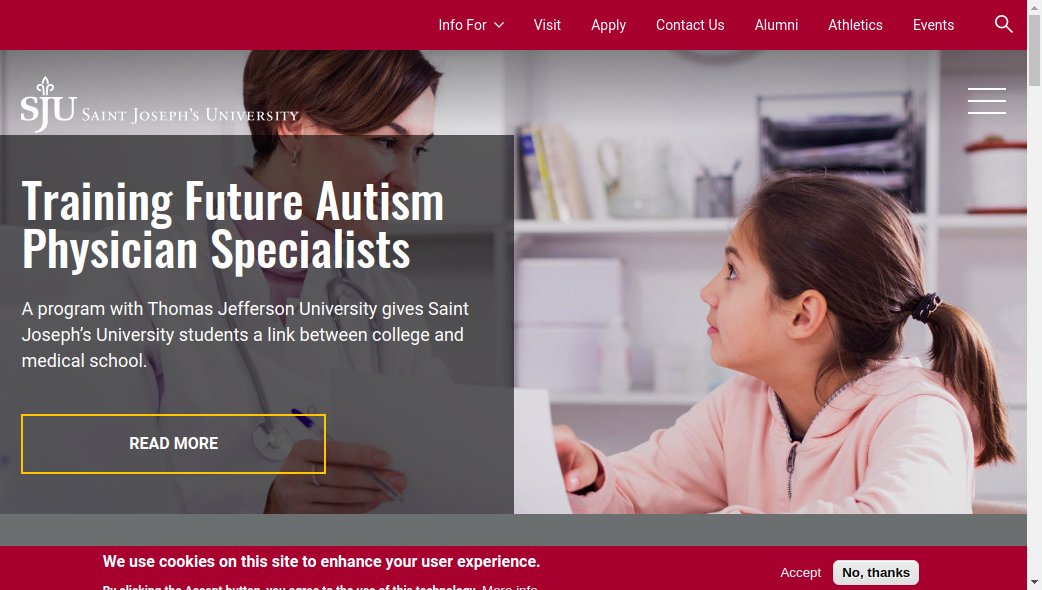 Info For Visit Apply Contact Us Alumni Athletics Events
SJU SAINT JOSEPH'S UNIVERSITY
Training Future Autism
Physician Specialists
A program with Thomas Jefferson University gives Saint
Joseph's University students a link between college and
medical school.
READ MORE
We use cookies on this site to enhance your user experience.
By clicking the Accept button, you agree to the use of this technology. More info
Accept
No, thanks